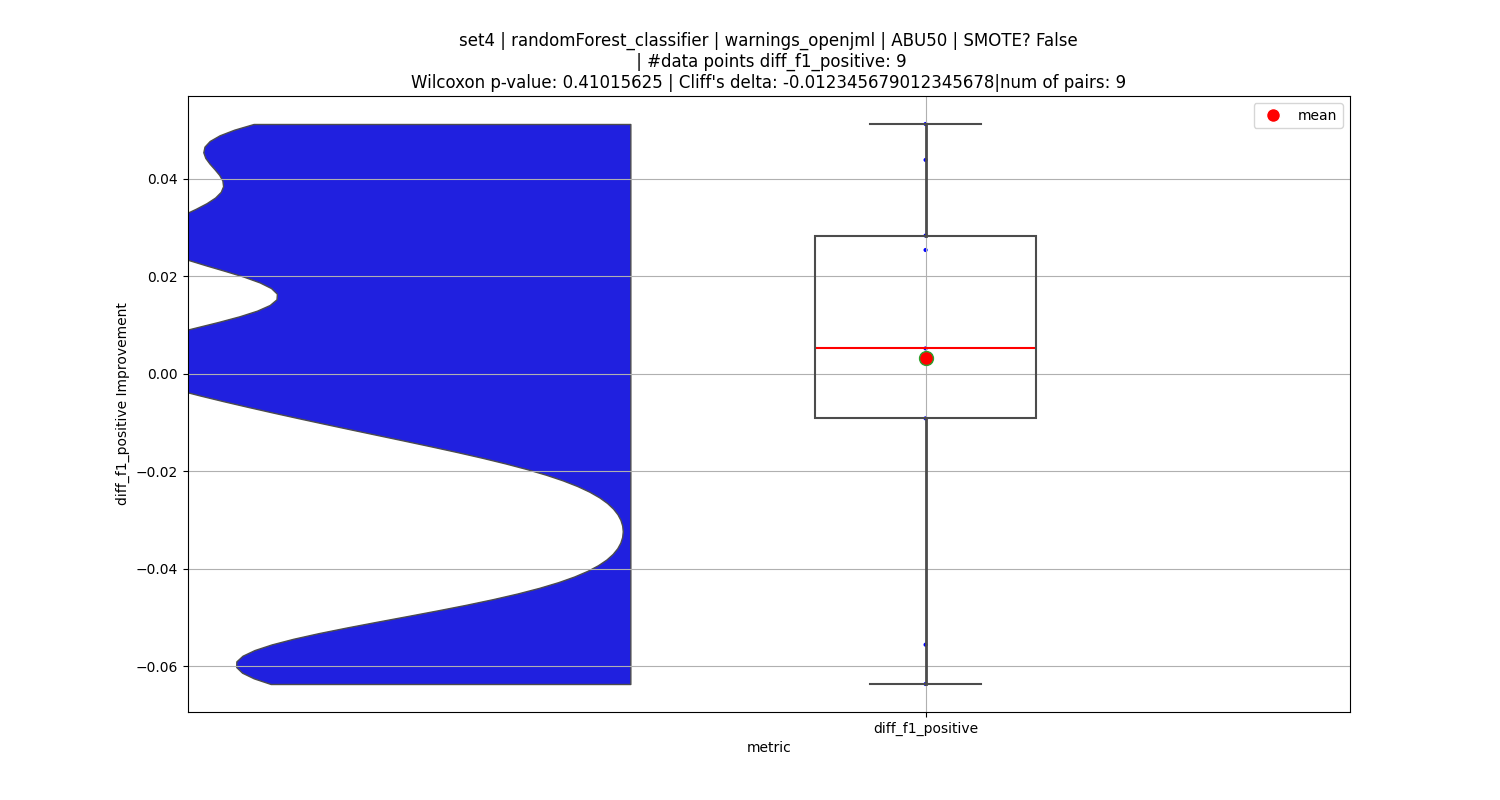 set4 | randomForest_classifier | warnings_openjml | ABU50 | SMOTE? False
| #data points diff_f1_positive: 9
Wilcoxon p-value: 0.41015625 | Cliff's delta: -0.012345679012345678|num of pairs: 9
mean
0.04
0.02
0.00
−0.02
−0.04
−0.06
diff_f1_positive Improvement
diff_f1_positive
metric